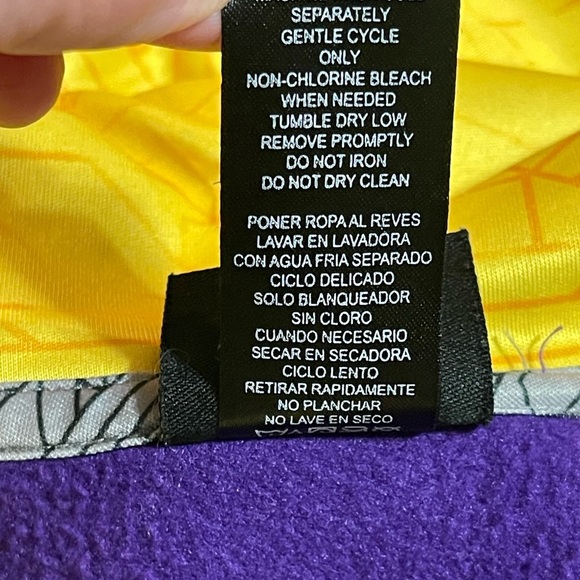 SEPARATELY
GENTLE CYCLE
ONLY
NON-CHLORINE BLEACH
WHEN NEEDED
TUMBLE DRY LOW
REMOVE PROMPTLY
DO NOT IRON
DO NOT DRY CLEAN
PONER ROPA AL REVES
LAVAR EN LAVADORA
CON AGUA FRIA SEPARADO
CICLO DELICADO
SOLO BLANQUEADOR
SIN CLORO
CUANDO NECESARIO
SECAR EN SECADORA
CICLO LENTO
RETIRAR RAPIDAMENTE
NO PLANCHAR
NO LAVE EN SECO